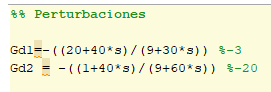 %% Perturbaciones
Gd1=-((20+40*s)/(9+30*s)) %-3
Gd2 = -((1+40*s)/(9+60*s)) %-20